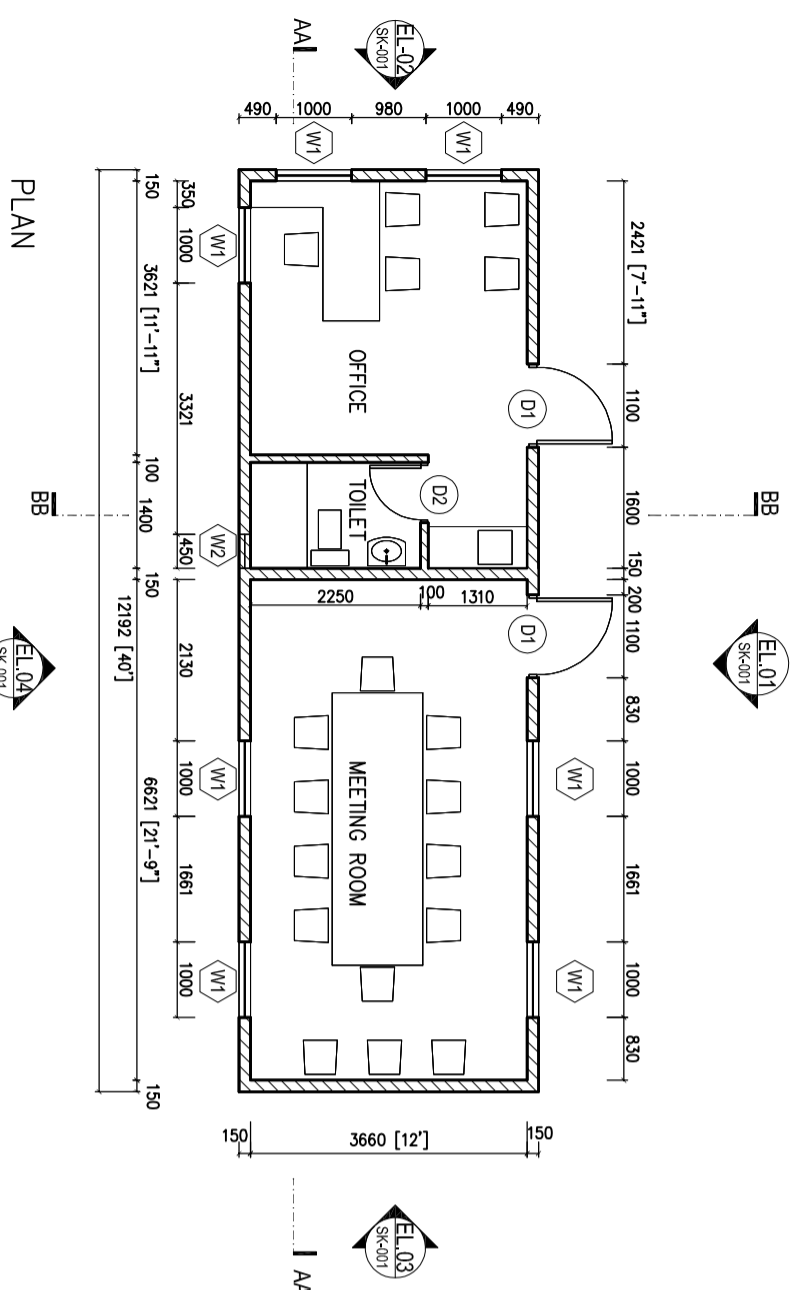 AA
EL-02
SK-001
490
1000
980
1000
490
W1
W1
PLAN
150
3621 [11'-11"]
100
1400
150
12192 [40']
6621 [21'-9"]
150
350
1000
3321
450
2130
1000
1661
1000
W1
W2
W1
W1
OFFICE
TOILET
MEETING ROOM
D1
D2
D1
2250
100
1310
2421 [7'-11"]
1100
1600
150
200
1100
830
1000
1661
1000
830
W1
W1
BB
BB
EL.01
SK-001
EL.04
SK-001
150
3660 [12']
150
EL.03
SK-001
AA